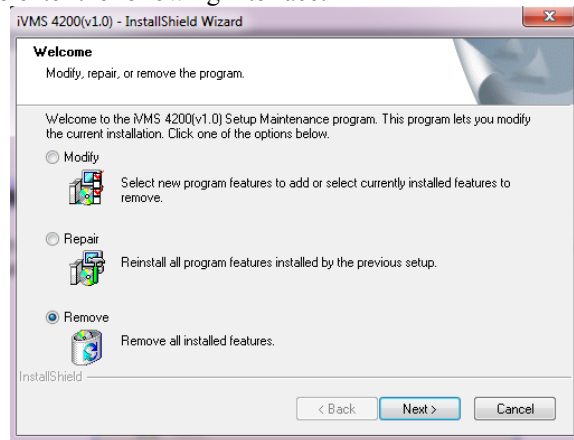 iVMS 4200(v1.0) - InstallShield Wizard
Welcome
Modify, repair, or remove the program.
Welcome to the iVMS 4200(v1.0) Setup Maintenance program. This program lets you modify
the current installation. Click one of the options below.
Modify
Select new program features to add or select currently installed features to
remove.
Repair
Reinstall all program features installed by the previous setup.
Remove
Remove all installed features.
InstallShield
< Back
Next >
Cancel